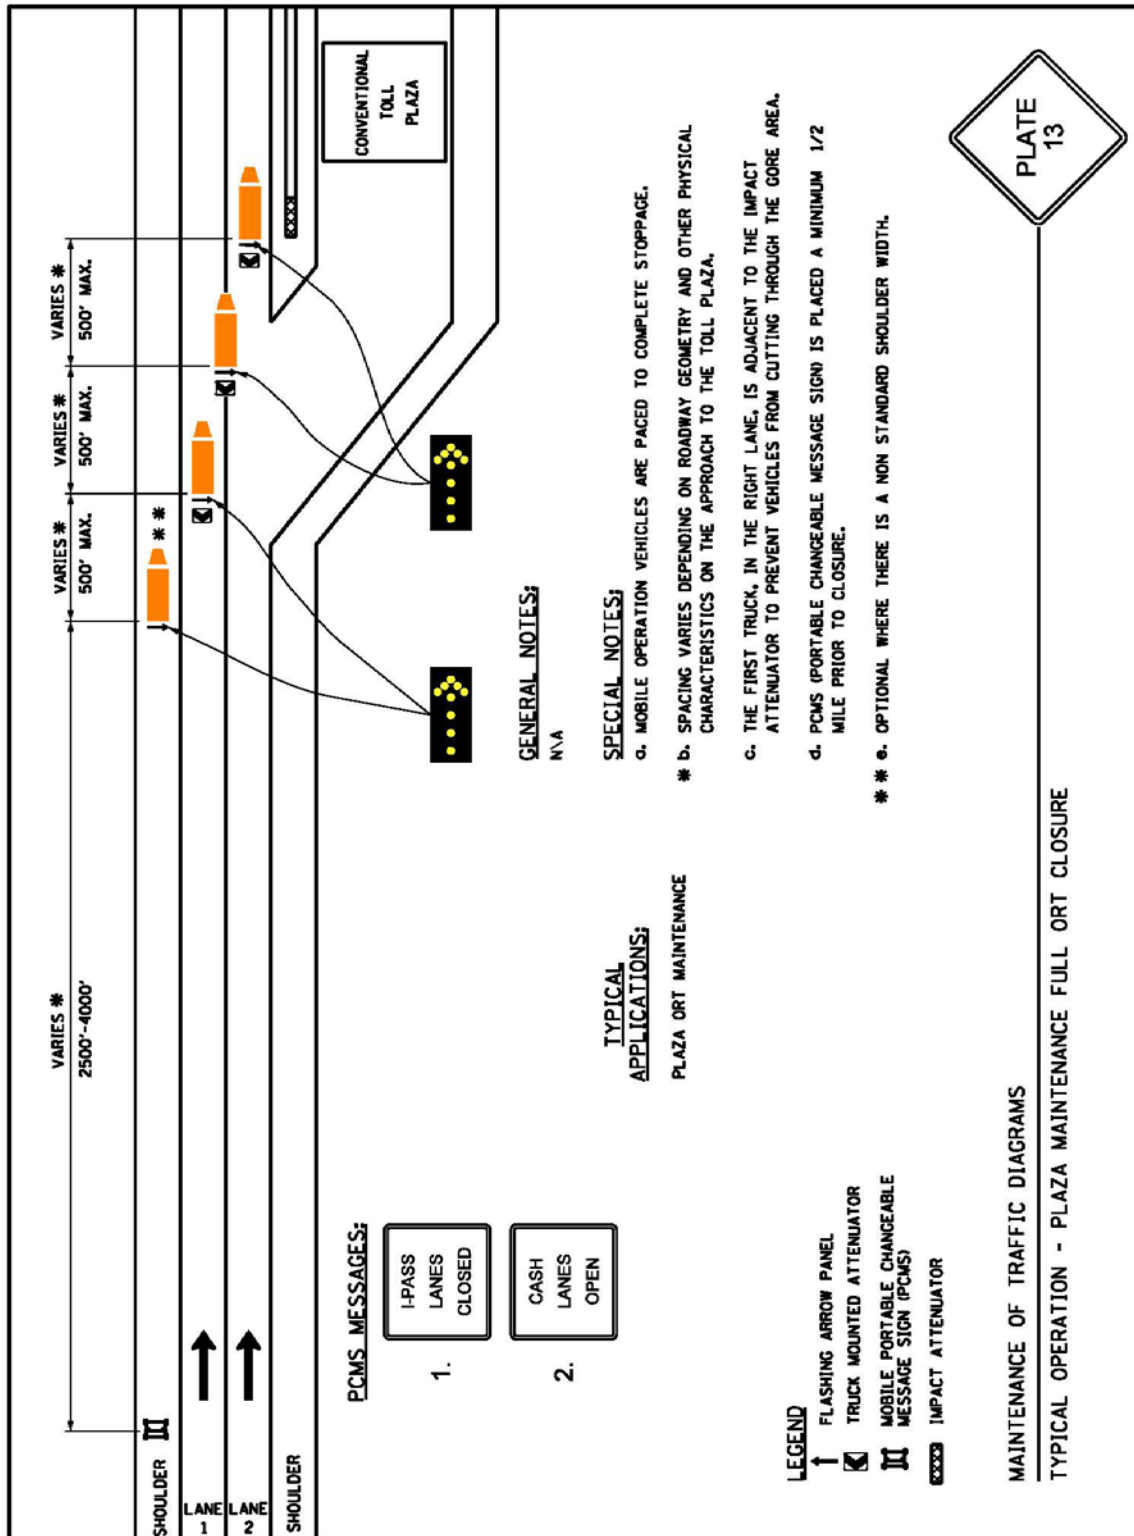 VARIES *
2500'-4000'
VARIES *
500' MAX.
VARIES *
500' MAX.
VARIES *
500' MAX.
SHOULDER
* *
LANE
1
LANE
2
SHOULDER
CONVENTIONAL
TOLL
PLAZA
PCMS MESSAGES:
1.
I-PASS
LANES
CLOSED
2.
CASH
LANES
OPEN
TYPICAL
APPLICATIONS:
PLAZA ORT MAINTENANCE
GENERAL NOTES:
N\A
SPECIAL NOTES:
a. MOBILE OPERATION VEHICLES ARE PACED TO COMPLETE STOPPAGE.
* b. SPACING VARIES DEPENDING ON ROADWAY GEOMETRY AND OTHER PHYSICAL
CHARACTERISTICS ON THE APPROACH TO THE TOLL PLAZA.
c. THE FIRST TRUCK, IN THE RIGHT LANE, IS ADJACENT TO THE IMPACT
ATTENUATOR TO PREVENT VEHICLES FROM CUTTING THROUGH THE GORE AREA.
d. PCMS (PORTABLE CHANGEABLE MESSAGE SIGN) IS PLACED A MINIMUM 1/2
MILE PRIOR TO CLOSURE.
* * e. OPTIONAL WHERE THERE IS A NON STANDARD SHOULDER WIDTH.
LEGEND
FLASHING ARROW PANEL
TRUCK MOUNTED ATTENUATOR
MOBILE PORTABLE CHANGEABLE
MESSAGE SIGN (PCMS)
IMPACT ATTENUATOR
MAINTENANCE OF TRAFFIC DIAGRAMS
TYPICAL OPERATION - PLAZA MAINTENANCE FULL ORT CLOSURE
PLATE
13